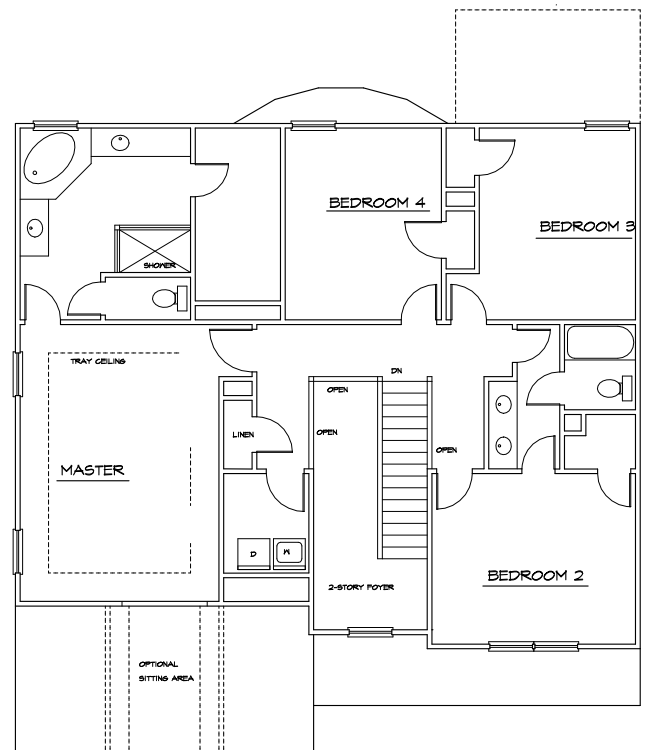 BEDROOM 4
BEDROOM 3
SHOWER
TRAY CEILING
DN
OPEN
LINEN
OPEN
OPEN
MASTER
D
W
BEDROOM 2
2-STORY FOYER
OPTIONAL
SITTING AREA